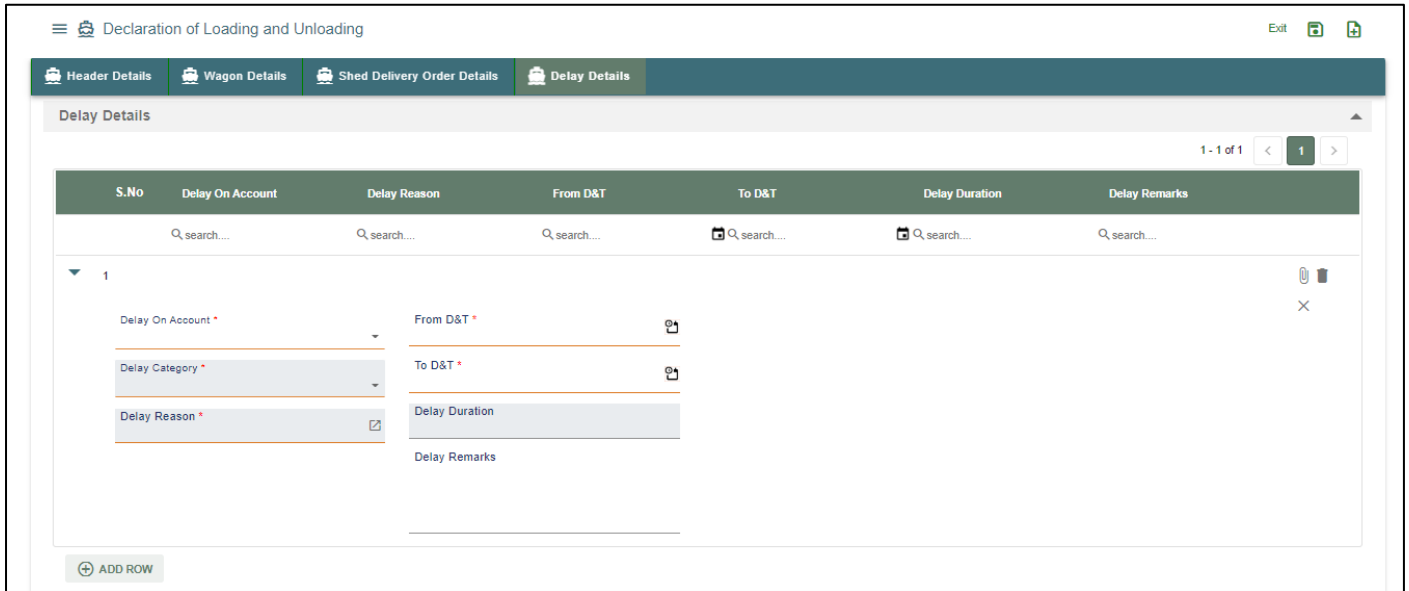 Declaration of Loading and Unloading Exit
Header Details Wagon Details Shed Delivery Order Details Delay Details
Delay Details
1 - 1 of 1 < 1 >
S.No Delay On Account Delay Reason From D&T To D&T Delay Duration Delay Remarks
search.... search.... search.... search.... search.... search....
1
Delay On Account * From D&T *
Delay Category * To D&T *
Delay Reason * Delay Duration
Delay Remarks
ADD ROW